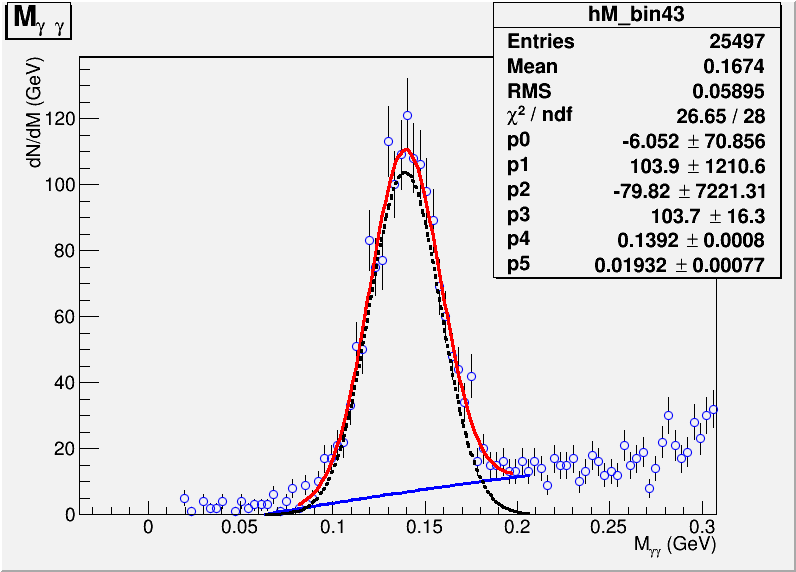 M γ γ
hM_bin43
Entries 25497
Mean 0.1674
RMS 0.05895
χ² / ndf 26.65 / 28
p0 -6.052 ± 70.856
p1 103.9 ± 1210.6
p2 -79.82 ± 7221.31
p3 103.7 ± 16.3
p4 0.1392 ± 0.0008
p5 0.01932 ± 0.00077
dN/dM (GeV)
120
100
80
60
40
20
0
0 0.05 0.1 0.15 0.2 0.25 0.3
Mγγ (GeV)